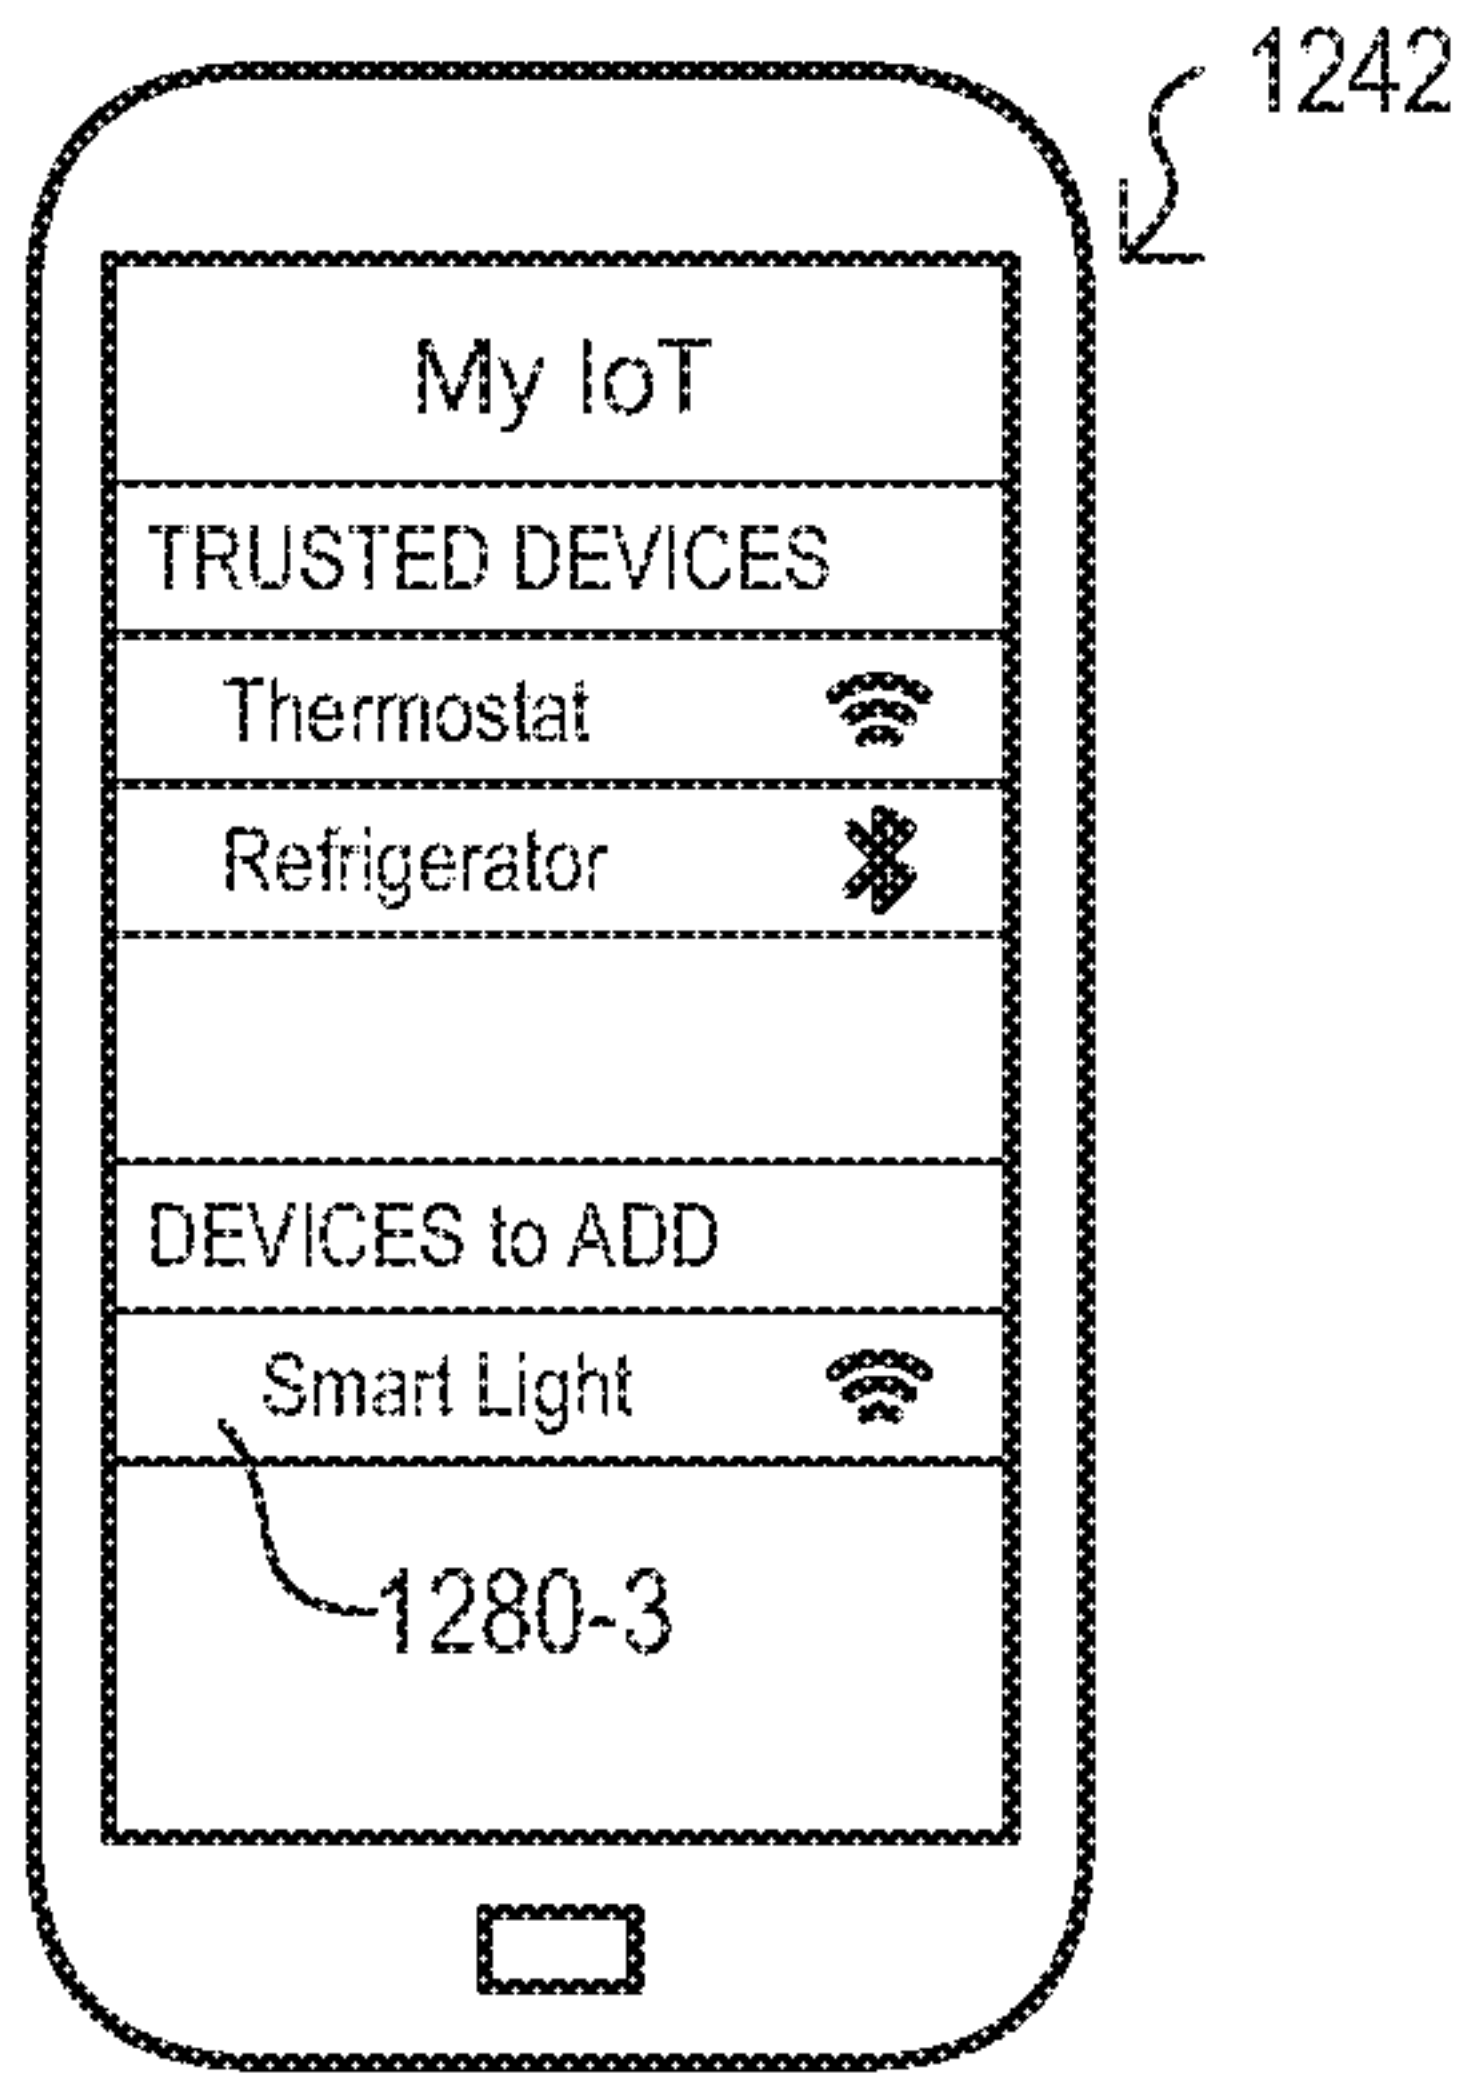 1242
My IoT
TRUSTED DEVICES
Thermostat
Refrigerator
DEVICES to ADD
Smart Light
1280-3